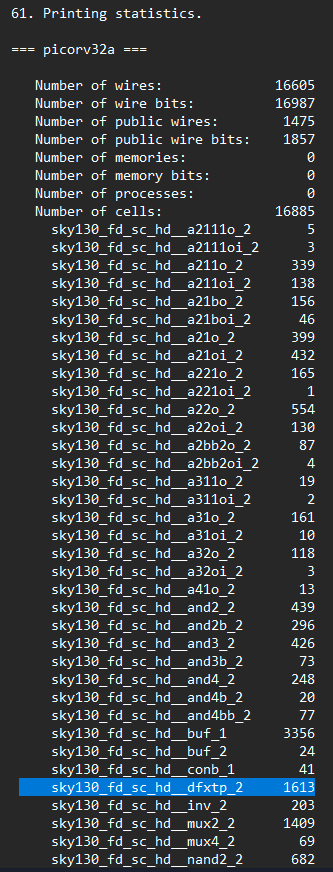 61. Printing statistics.
=== picorv32a ===
Number of wires: 16605
Number of wire bits: 16987
Number of public wires: 1475
Number of public wire bits: 1857
Number of memories: 0
Number of memory bits: 0
Number of processes: 0
Number of cells: 16885
sky130_fd_sc_hd__a2111o_2 5
sky130_fd_sc_hd__a2111oi_2 3
sky130_fd_sc_hd__a211o_2 339
sky130_fd_sc_hd__a211oi_2 138
sky130_fd_sc_hd__a21bo_2 156
sky130_fd_sc_hd__a21boi_2 46
sky130_fd_sc_hd__a21o_2 399
sky130_fd_sc_hd__a21oi_2 432
sky130_fd_sc_hd__a221o_2 165
sky130_fd_sc_hd__a221oi_2 1
sky130_fd_sc_hd__a22o_2 554
sky130_fd_sc_hd__a22oi_2 130
sky130_fd_sc_hd__a2bb2o_2 87
sky130_fd_sc_hd__a2bb2oi_2 4
sky130_fd_sc_hd__a311o_2 19
sky130_fd_sc_hd__a311oi_2 2
sky130_fd_sc_hd__a31o_2 161
sky130_fd_sc_hd__a31oi_2 10
sky130_fd_sc_hd__a32o_2 118
sky130_fd_sc_hd__a32oi_2 3
sky130_fd_sc_hd__a41o_2 13
sky130_fd_sc_hd__and2_2 439
sky130_fd_sc_hd__and2b_2 296
sky130_fd_sc_hd__and3_2 426
sky130_fd_sc_hd__and3b_2 73
sky130_fd_sc_hd__and4_2 248
sky130_fd_sc_hd__and4b_2 20
sky130_fd_sc_hd__and4bb_2 77
sky130_fd_sc_hd__buf_1 3356
sky130_fd_sc_hd__buf_2 24
sky130_fd_sc_hd__conb_1 41
sky130_fd_sc_hd__dfxtp_2 1613
sky130_fd_sc_hd__inv_2 203
sky130_fd_sc_hd__mux2_2 1409
sky130_fd_sc_hd__mux4_2 69
sky130_fd_sc_hd__nand2_2 682